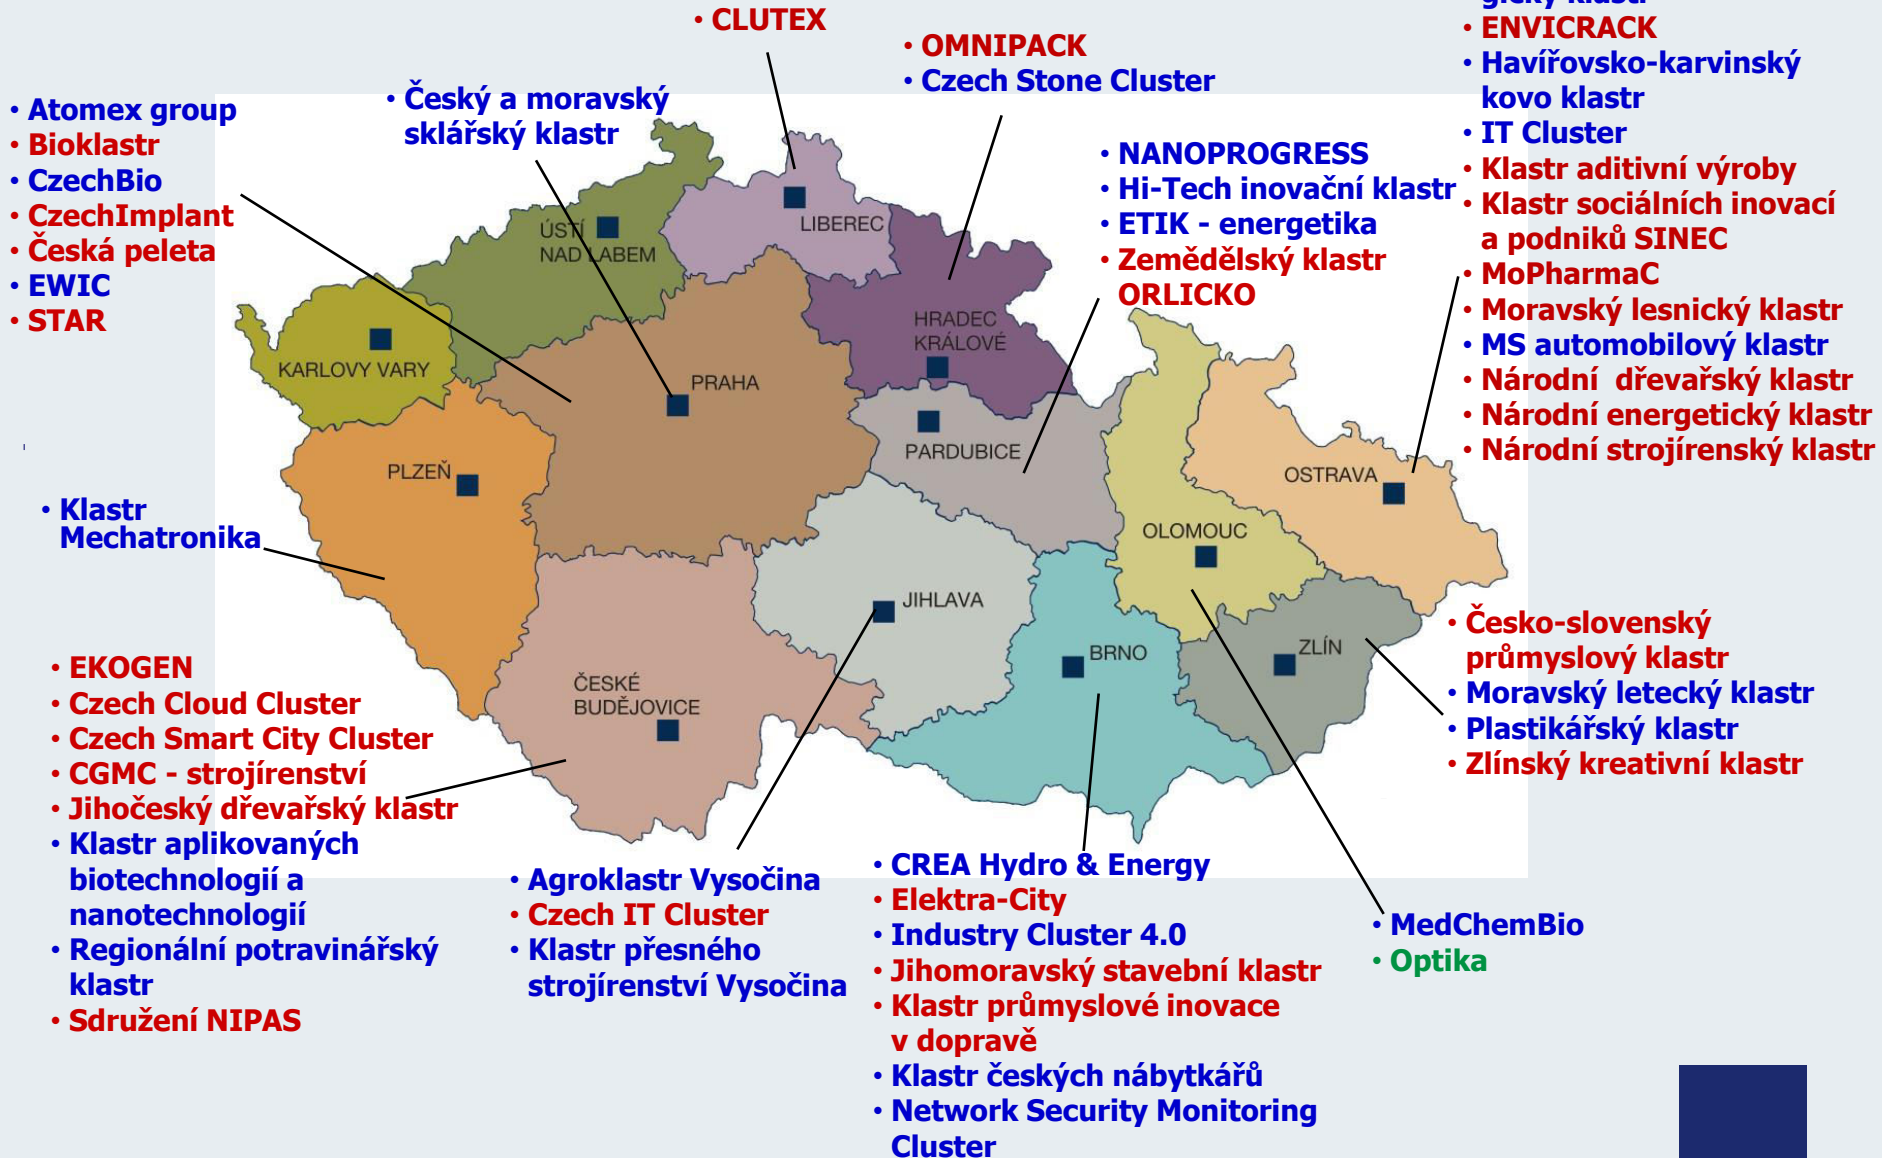 • CLUTEX
• OMNIPACK
• Czech Stone Cluster
• Atomex group
• Bioklastr
• CzechBio
• CzechImplant
• Česká peleta
• EWIC
• STAR
• Český a moravský
sklářský klastr
• NANOPROGRESS
• Hi-Tech inovační klastr
• ETIK - energetika
• Zemědělský klastr
ORLICKO
klastr
• ENVICRACK
• Havířovsko-karvinský
kovo klastr
• IT Cluster
• Klastr aditivní výroby
• Klastr sociálních inovací
a podniků SINEC
• MoPharmaC
• Moravský lesnický klastr
• MS automobilový klastr
• Národní dřevařský klastr
• Národní energetický klastr
• Národní strojírenský klastr
ÚSTÍ
NAD LABEM
LIBEREC
KARLOVY VARY
PRAHA
HRADEC
KRÁLOVÉ
PARDUBICE
PLZEŇ
OSTRAVA
OLOMOUC
JIHLAVA
BRNO
ZLÍN
ČESKÉ
BUDĚJOVICE
• Klastr
Mechatronika
• EKOGEN
• Czech Cloud Cluster
• Czech Smart City Cluster
• CGMC - strojírenství
• Jihočeský dřevařský klastr
• Klastr aplikovaných
biotechnologií a
nanotechnologií
• Regionální potravinářský
klastr
• Sdružení NIPAS
• Agroklastr Vysočina
• Czech IT Cluster
• Klastr přesného
strojírenství Vysočina
• CREA Hydro & Energy
• Elektra-City
• Industry Cluster 4.0
• Jihomoravský stavební klastr
• Klastr průmyslové inovace
v dopravě
• Klastr českých nábytkářů
• Network Security Monitoring
Cluster
• MedChemBio
• Optika
• Česko-slovenský
průmyslový klastr
• Moravský letecký klastr
• Plastikářský klastr
• Zlínský kreativní klastr